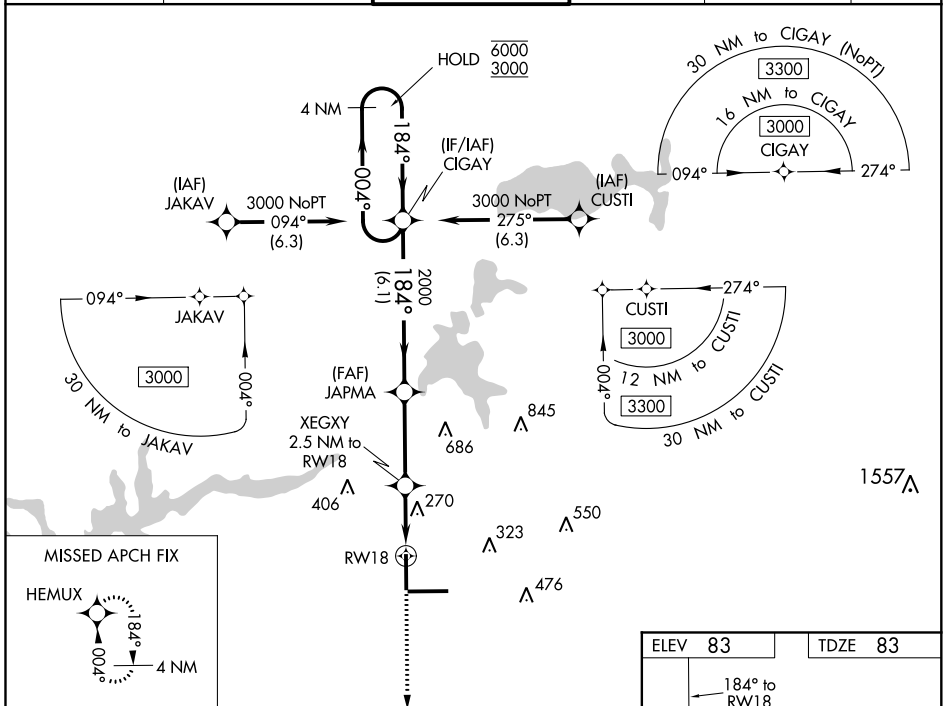 HOLD 6000
3000
4 NM
184°
004°
(IF/IAF)
CIGAY
30 NM to CIGAY (NoPT)
3300
16 NM to CIGAY
3000
CIGAY
094°
274°
(IAF)
JAKAV
3000 NoPT
094°
(6.3)
3000 NoPT
275°
(6.3)
(IAF)
CUSTI
2000
184°
(6.1)
094°
JAKAV
3000
004°
30 NM to JAKAV
274°
CUSTI
3000
12 NM to CUSTI
3300
004°
30 NM to CUSTI
(FAF)
JAPMA
XEGXY
2.5 NM to
RW18
686
845
406
270
1557
323
550
RW18
476
MISSED APCH FIX
HEMUX
184°
004°
4 NM
ELEV 83
TDZE 83
184° to
RW18